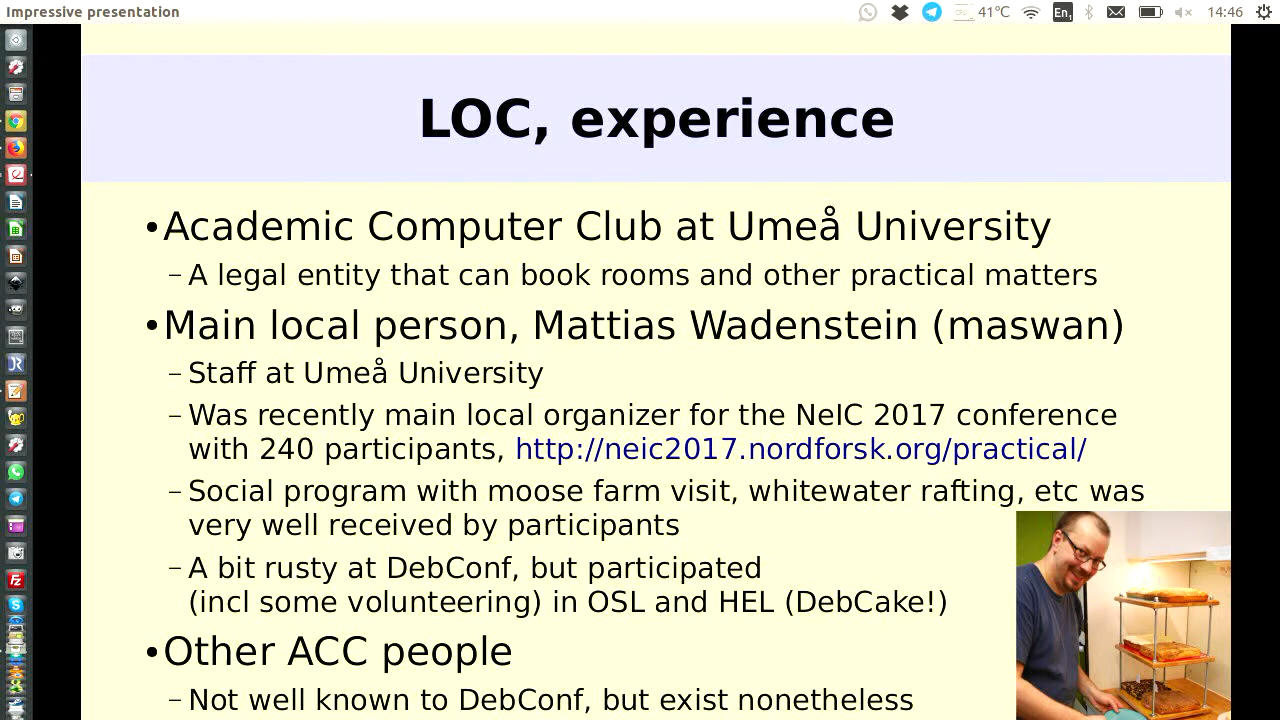 Impressive presentation
41°C
En1
14:46
LOC, experience
•Academic Computer Club at Umeå University
–A legal entity that can book rooms and other practical matters
•Main local person, Mattias Wadenstein (maswan)
–Staff at Umeå University
–Was recently main local organizer for the NeIC 2017 conference
with 240 participants, http://neic2017.nordforsk.org/practical/
–Social program with moose farm visit, whitewater rafting, etc was
very well received by participants
–A bit rusty at DebConf, but participated
(incl some volunteering) in OSL and HEL (DebCake!)
•Other ACC people
–Not well known to DebConf, but exist nonetheless